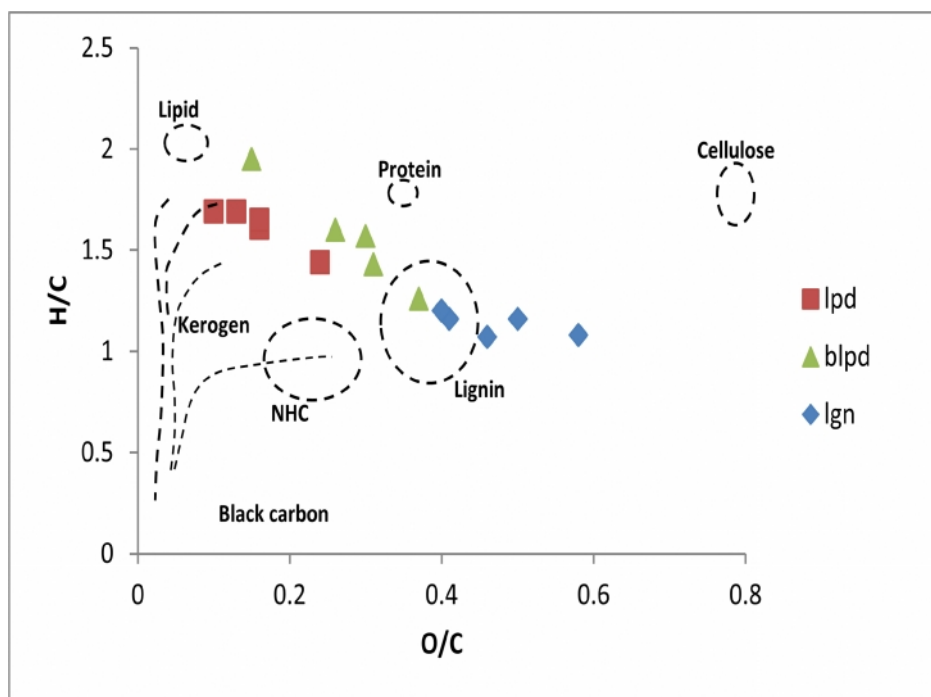 2.5
Lipid
2
Protein
Cellulose
1.5
H/C
Kerogen
1
NHC
Lignin
0.5
Black carbon
0
0
0.2
0.4
0.6
0.8
O/C
lpd
blpd
lgn